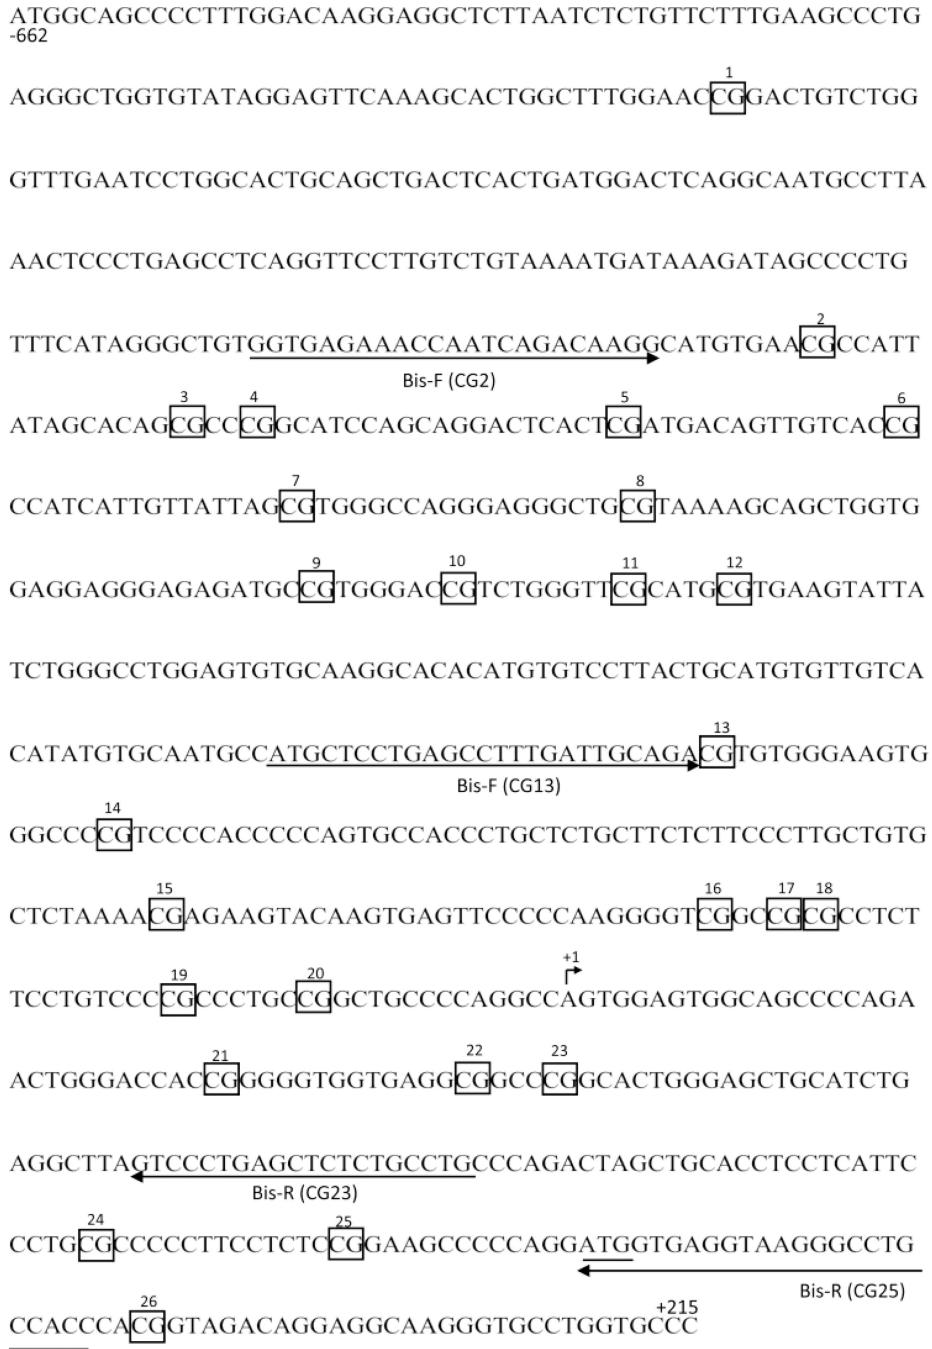 ATGGCAGCCCCTTTGGACAAGGAGGCTCTTAATCTCTGTTCTTTGAAGCCCTG
-662
1
AGGGCTGGTGTATAGGAGTTCAAAGCACTGGCTTTGGAACCGGACTGTCTGG
GTTTGAATCCTGGCACTGCAGCTGACTCACTGATGGACTCAGGCAATGCCTTA
AACTCCCTGAGCCTCAGGTTCCTTGTCTGTAAAATGATAAAGATAGCCCCTG
2
TTTCATAGGGCTGTGGTGAGAAACCAATCAGACAAGGCATGTGAACGCCATT
Bis-F (CG2)
3 4 5 6
ATAGCACAGCGCCCGGCATCCAGCAGGACTCACTCGATGACAGTTGTCACCG
7 8
CCATCATTGTTATTAGCGTGGGCCAGGGAGGGCTGCGTAAAAGCAGCTGGTG
9 10 11 12
GAGGAGGGAGAGATGCCGTGGGACCGTCTGGGTTCGCATGCGTGAAGTATTA
TCTGGGCCTGGAGTGTGCAAGGCACACATGTGTCCTTACTGCATGTGTTGTCA
13
CATATGTGCAATGCCATGCTCCTGAGCCTTTGATTGCAGACGTGTGGGAAGTG
Bis-F (CG13)
14
GGCCCCGTCCCCACCCCCAGTGCCACCCTGCTCTGCTTCTCTTCCCTTGCTGTG
15 16 17 18
CTCTAAAACGAGAAGTACAAGTGAGTTCCCCCAAGGGGTCGGCCGCGCCTCT
19 20 +1
TCCTGTCCCCGCCCTGCCGGCTGCCCCAGGCCAGTGGAGTGGCAGCCCCAGA
21 22 23
ACTGGGACCACCGGGGGTGGTGAGGCGGCCCGGCACTGGGAGCTGCATCTG
AGGCTTAGTCCCTGAGCTCTCTGCCTGCCCAGACTAGCTGCACCTCCTCATTC
Bis-R (CG23)
24 25
CCTGCGCCCCCTTCCTCTCCGGAAGCCCCCAGGATGGTGAGGTAAGGGCCTG
Bis-R (CG25)
26 +215
CCACCCACGGTAGACAGGAGGCAAGGGTGCCTGGTGCCC